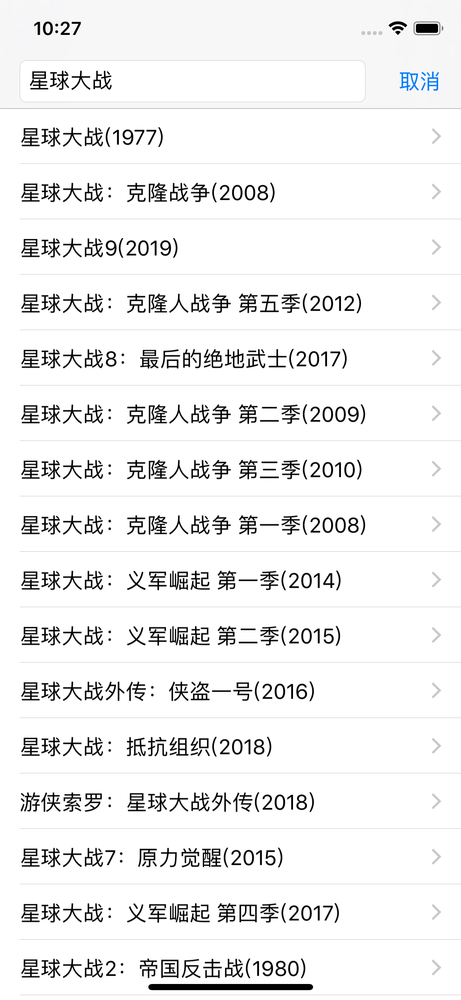 10:27
星球大战
取消
星球大战(1977)
星球大战：克隆战争(2008)
星球大战9(2019)
星球大战：克隆人战争 第五季(2012)
星球大战8：最后的绝地武士(2017)
星球大战：克隆人战争 第二季(2009)
星球大战：克隆人战争 第三季(2010)
星球大战：克隆人战争 第一季(2008)
星球大战：义军崛起 第一季(2014)
星球大战：义军崛起 第二季(2015)
星球大战外传：侠盗一号(2016)
星球大战：抵抗组织(2018)
游侠索罗：星球大战外传(2018)
星球大战7：原力觉醒(2015)
星球大战：义军崛起 第四季(2017)
星球大战2：帝国反击战(1980)